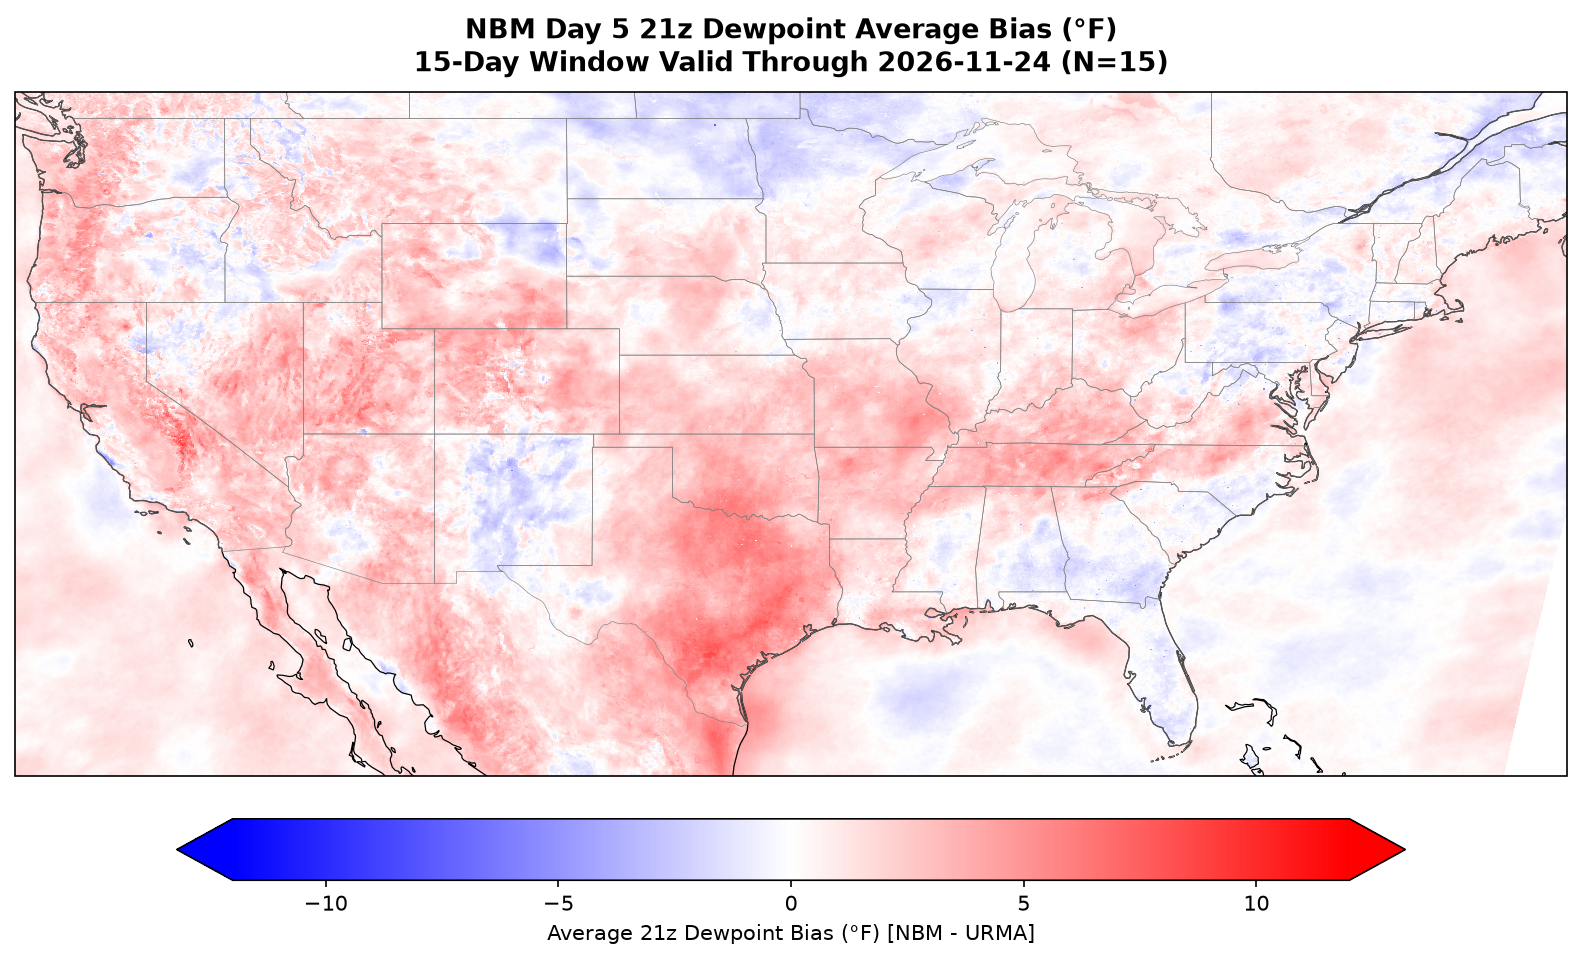 NBM Day 5 21z Dewpoint Average Bias (°F)
15-Day Window Valid Through 2026-11-24 (N=15)
−10 −5 0 5 10
Average 21z Dewpoint Bias (°F) [NBM - URMA]